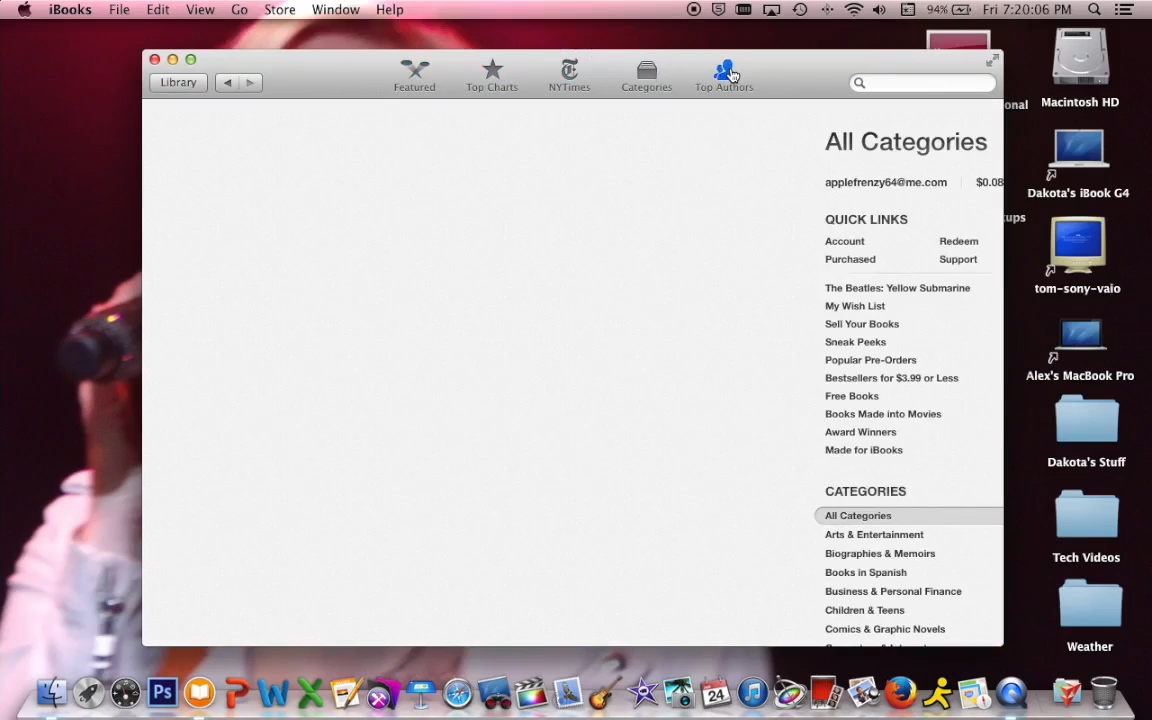 iBooks File Edit View Go Store Window Help
94% Fri 7:20:06 PM
Library
Featured Top Charts NYTimes Categories Top Authors
All Categories
applefrenzy64@me.com $0.08
QUICK LINKS
Account Redeem
Purchased Support
The Beatles: Yellow Submarine
My Wish List
Sell Your Books
Sneak Peeks
Popular Pre-Orders
Bestsellers for $3.99 or Less
Free Books
Books Made into Movies
Award Winners
Made for iBooks
CATEGORIES
All Categories
Arts & Entertainment
Biographies & Memoirs
Books in Spanish
Business & Personal Finance
Children & Teens
Comics & Graphic Novels
Macintosh HD
Dakota's iBook G4
tom-sony-vaio
Alex's MacBook Pro
Dakota's Stuff
Tech Videos
Weather
Ps
24